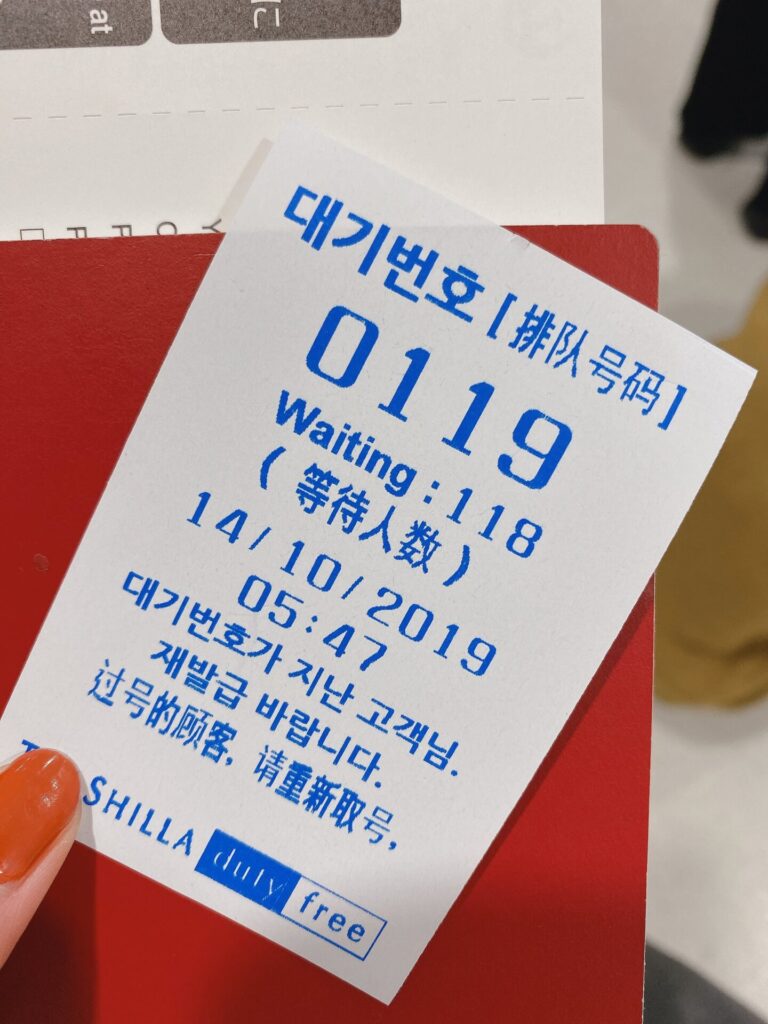 at
に
Y
O
F
F
대기번호 [ 排队号码 ]
0119
Waiting : 118
( 等待人数 )
14/10/2019
05:47
대기번호가 지난 고객님.
재발급 바랍니다.
过号的顾客, 请重新取号,
SHILLA duty free